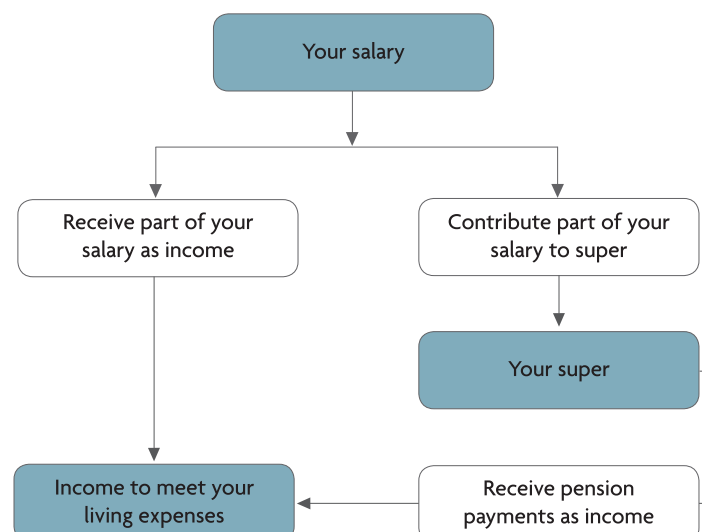 Your salary
Receive part of your
salary as income
Contribute part of your
salary to super
Your super
Income to meet your
living expenses
Receive pension
payments as income